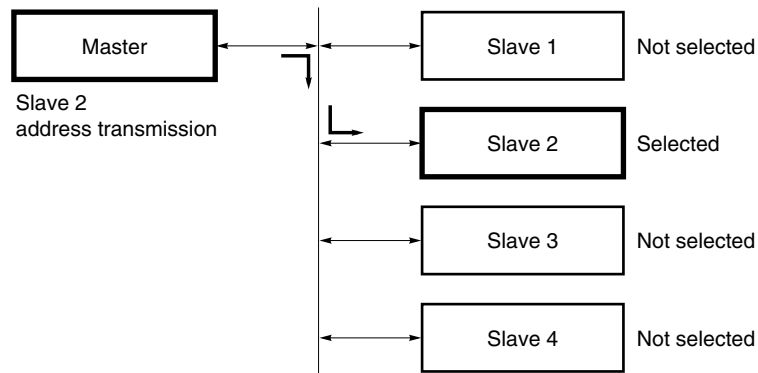 Master
Slave 2
address transmission
Slave 1
Not selected
Slave 2
Selected
Slave 3
Not selected
Slave 4
Not selected